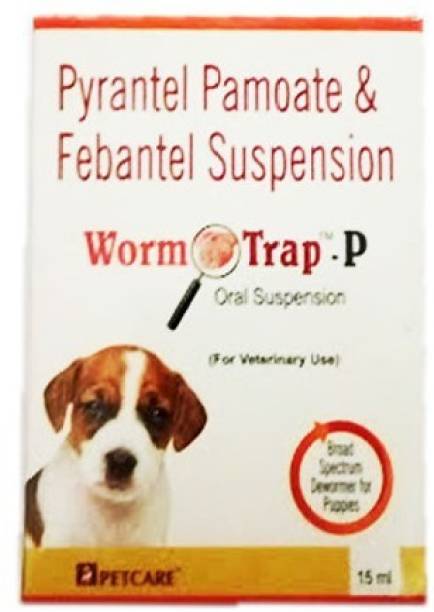 Pyrantel Pamoate &
Febantel Suspension
Worm Trap™-P
Oral Suspension
(For Veterinary Use)
Broad
Spectrum
Dewormer for
Puppies
PETCARE
15 ml